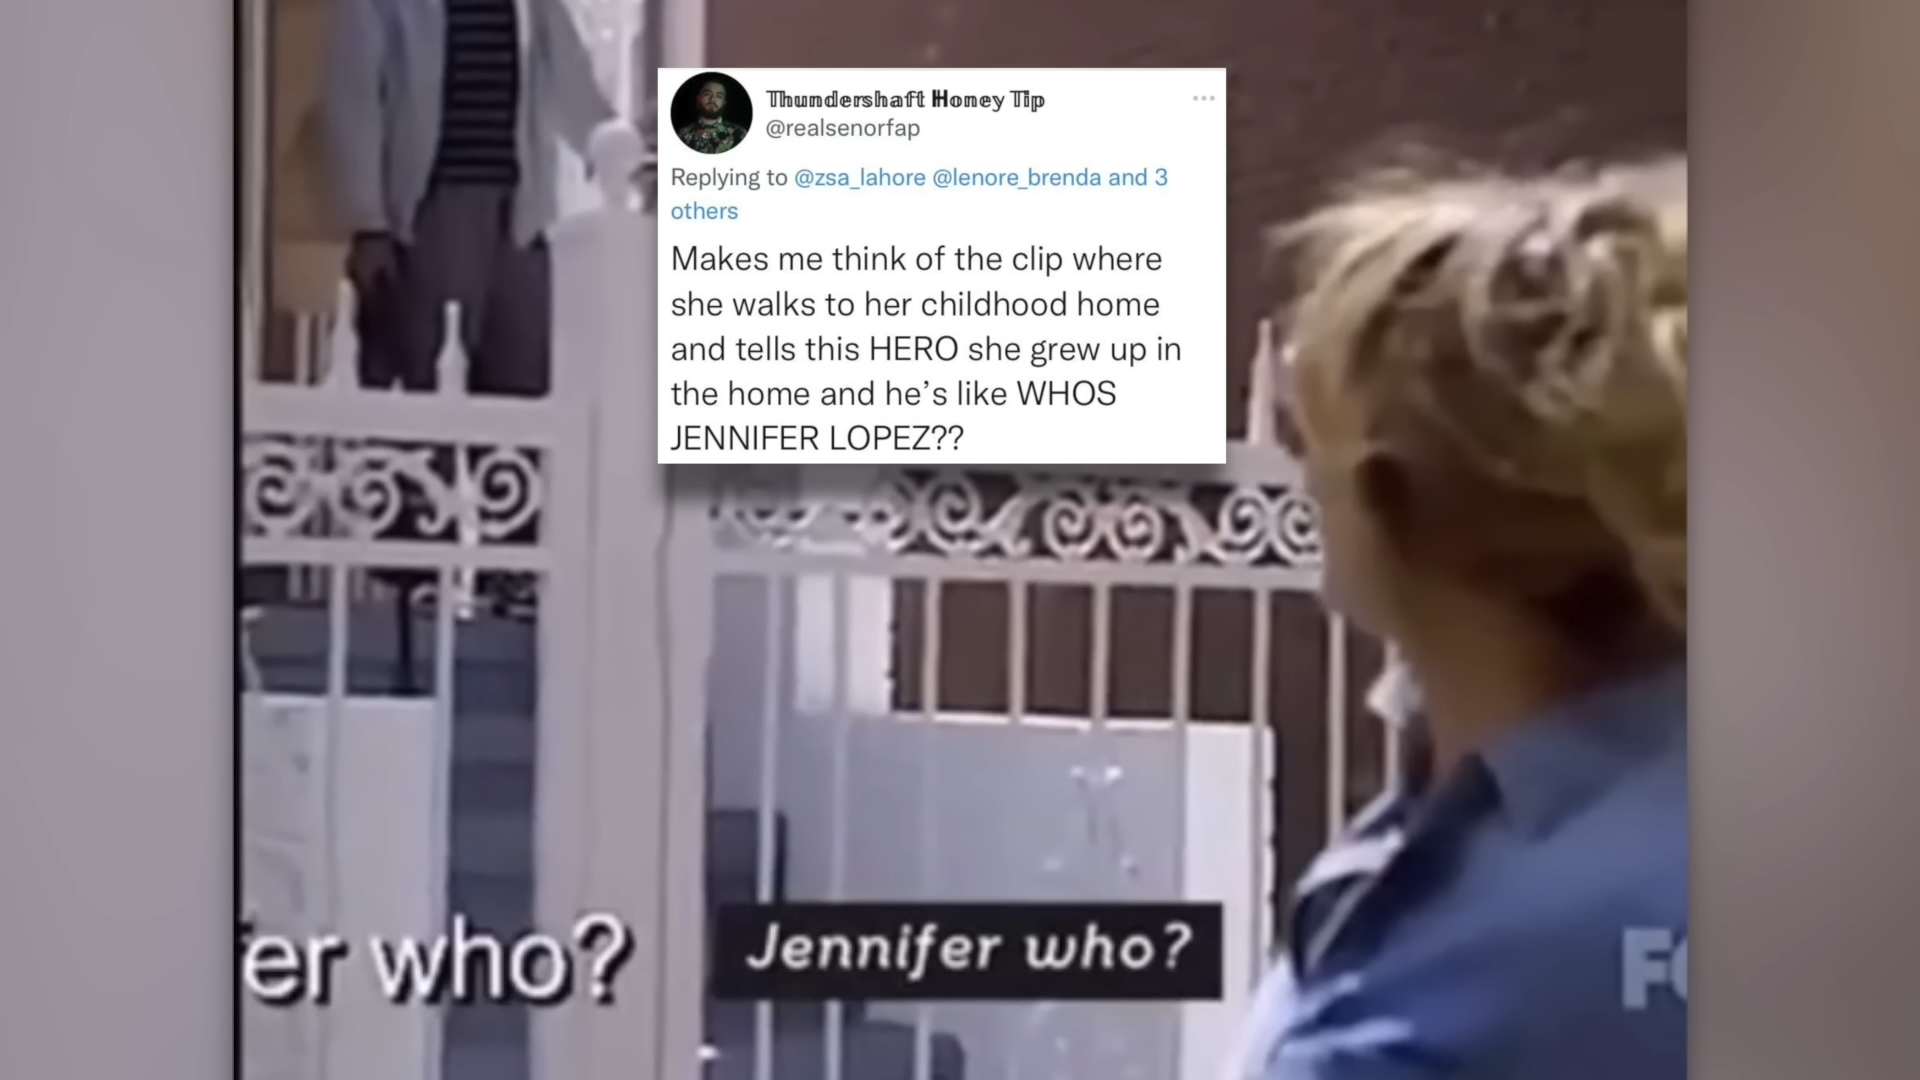 Thundershaft Honey Tip
@realsenorfap
Replying to @zsa_lahore @lenore_brenda and 3
others
Makes me think of the clip where
she walks to her childhood home
and tells this HERO she grew up in
the home and he’s like WHOS
JENNIFER LOPEZ??
er who?
Jennifer who?